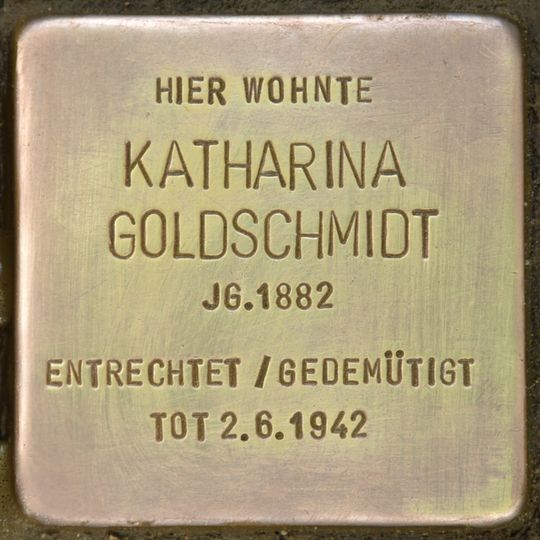 HIER WOHNTE
KATHARINA
GOLDSCHMIDT
JG.1882
ENTRECHTET / GEDEMÜTIGT
TOT 2.6.1942